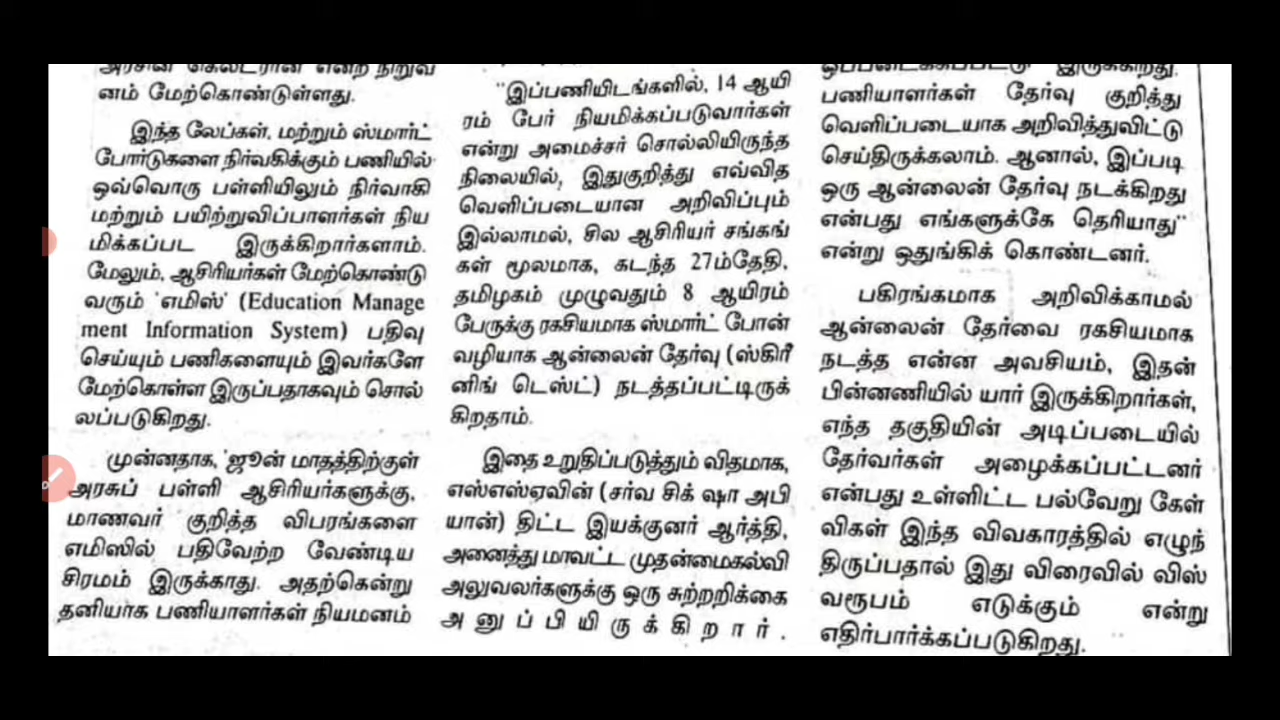 அரசின் கெல்ட்ரான் என்ற நிறுவ
னம் மேற்கொண்டுள்ளது.
இந்த லேப்கள், மற்றும் ஸ்மார்ட்
போர்டுகளை நிர்வகிக்கும் பணியில்
ஒவ்வொரு பள்ளியிலும் நிர்வாகி
மற்றும் பயிற்றுவிப்பாளர்கள் நிய
மிக்கப்பட இருக்கிறார்களாம்.
மேலும், ஆசிரியர்கள் மேற்கொண்டு
வரும் 'எமிஸ்' (Education Manage
ment Information System) பதிவு
செய்யும் பணிகளையும் இவர்களே
மேற்கொள்ள இருப்பதாகவும் சொல்
லப்படுகிறது.
முன்னதாக, 'ஜூன் மாதத்திற்குள்
அரசுப் பள்ளி ஆசிரியர்களுக்கு,
மாணவர் குறித்த விபரங்களை
எமிஸில் பதிவேற்ற வேண்டிய
சிரமம் இருக்காது. அதற்கென்று
தனியாக பணியாளர்கள் நியமனம்
"இப்பணியிடங்களில், 14 ஆயி
ரம் பேர் நியமிக்கப்படுவார்கள்
என்று அமைச்சர் சொல்லியிருந்த
நிலையில், இதுகுறித்து எவ்வித
வெளிப்படையான அறிவிப்பும்
இல்லாமல், சில ஆசிரியர் சங்கங்
கள் மூலமாக, கடந்த 27ம்தேதி,
தமிழகம் முழுவதும் 8 ஆயிரம்
பேருக்கு ரகசியமாக ஸ்மார்ட் போன்
வழியாக ஆன்லைன் தேர்வு (ஸ்கிரீ
னிங் டெஸ்ட்) நடத்தப்பட்டிருக்
கிறதாம்.
இதை உறுதிப்படுத்தும் விதமாக,
எஸ்எஸ்ஏவின் (சர்வ சிக் ஷா அபி
யான்) திட்ட இயக்குனர் ஆர்த்தி,
அனைத்து மாவட்ட முதன்மைகல்வி
அலுவலர்களுக்கு ஒரு சுற்றறிக்கை
அனுப்பியிருக்கிறார்.
ஒப்படைக்கப்பட்டு இருக்கிறது.
பணியாளர்கள் தேர்வு குறித்து
வெளிப்படையாக அறிவித்துவிட்டு
செய்திருக்கலாம். ஆனால், இப்படி
ஒரு ஆன்லைன் தேர்வு நடக்கிறது
என்பது எங்களுக்கே தெரியாது"
என்று ஒதுங்கிக் கொண்டனர்.
பகிரங்கமாக அறிவிக்காமல்
ஆன்லைன் தேர்வை ரகசியமாக
நடத்த என்ன அவசியம், இதன்
பின்னணியில் யார் இருக்கிறார்கள்,
எந்த தகுதியின் அடிப்படையில்
தேர்வர்கள் அழைக்கப்பட்டனர்
என்பது உள்ளிட்ட பல்வேறு கேள்
விகள் இந்த விவகாரத்தில் எழுந்
திருப்பதால் இது விரைவில் விஸ்
வரூபம் எடுக்கும் என்று
எதிர்பார்க்கப்படுகிறது.